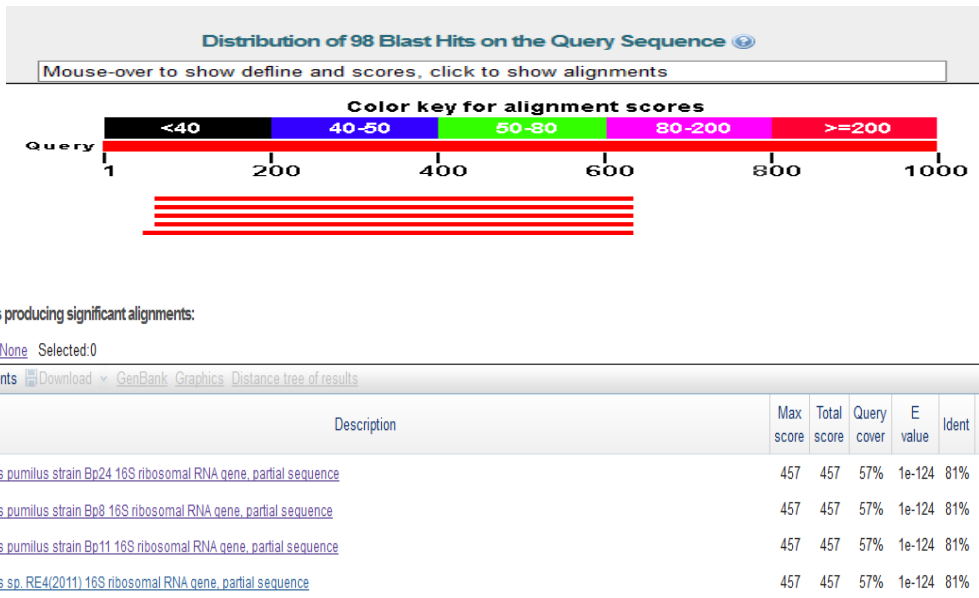 Distribution of 98 Blast Hits on the Query Sequence
Mouse-over to show defline and scores, click to show alignments
Color key for alignment scores
<40 40-50 50-80 80-200 >=200
Query
1 200 400 600 800 1000
s producing significant alignments:
None Selected:0
nts Download GenBank Graphics Distance tree of results
Description Max score Total score Query cover E value Ident
s pumilus strain Bp24 16S ribosomal RNA gene, partial sequence 457 457 57% 1e-124 81%
s pumilus strain Bp8 16S ribosomal RNA gene, partial sequence 457 457 57% 1e-124 81%
s pumilus strain Bp11 16S ribosomal RNA gene, partial sequence 457 457 57% 1e-124 81%
s sp. RE4(2011) 16S ribosomal RNA gene, partial sequence 457 457 57% 1e-124 81%